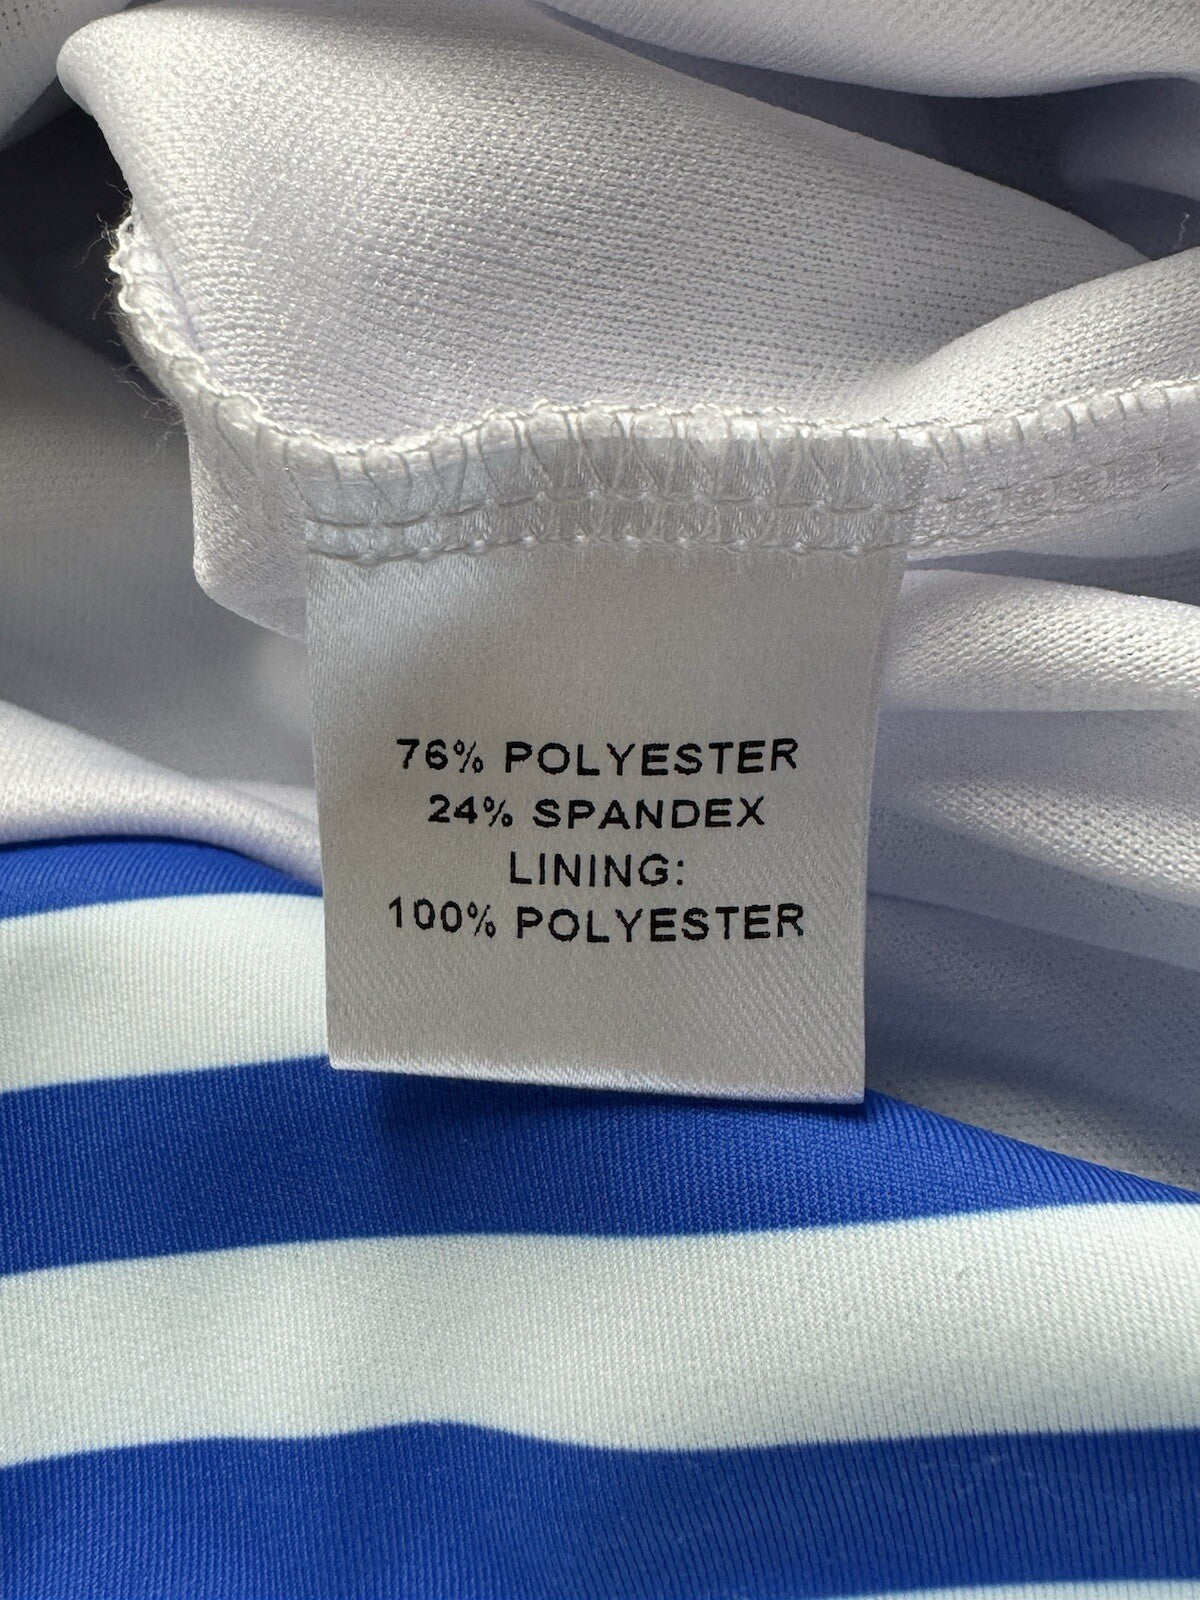 76% POLYESTER
24% SPANDEX
LINING:
100% POLYESTER